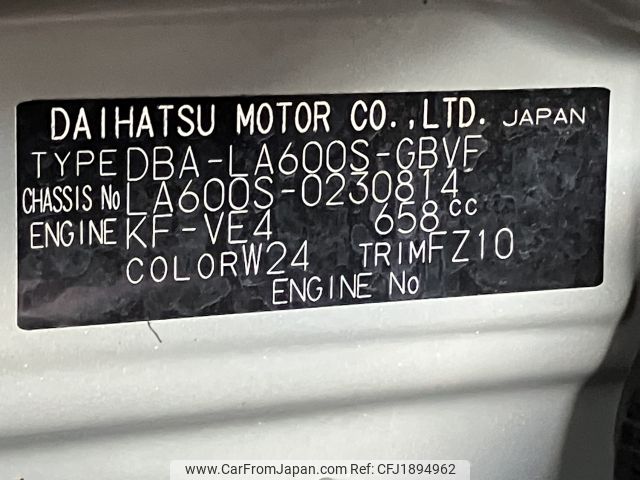 DAIHATSU MOTOR CO.,LTD. JAPAN
TYPE DBA-LA600S-GBVF
CHASSIS No LA600S-0230814
ENGINE KF-VE4 658cc
COLOR W24 TRIM FZ10
ENGINE No
www.CarFromJapan.com Ref: CFJ1894962